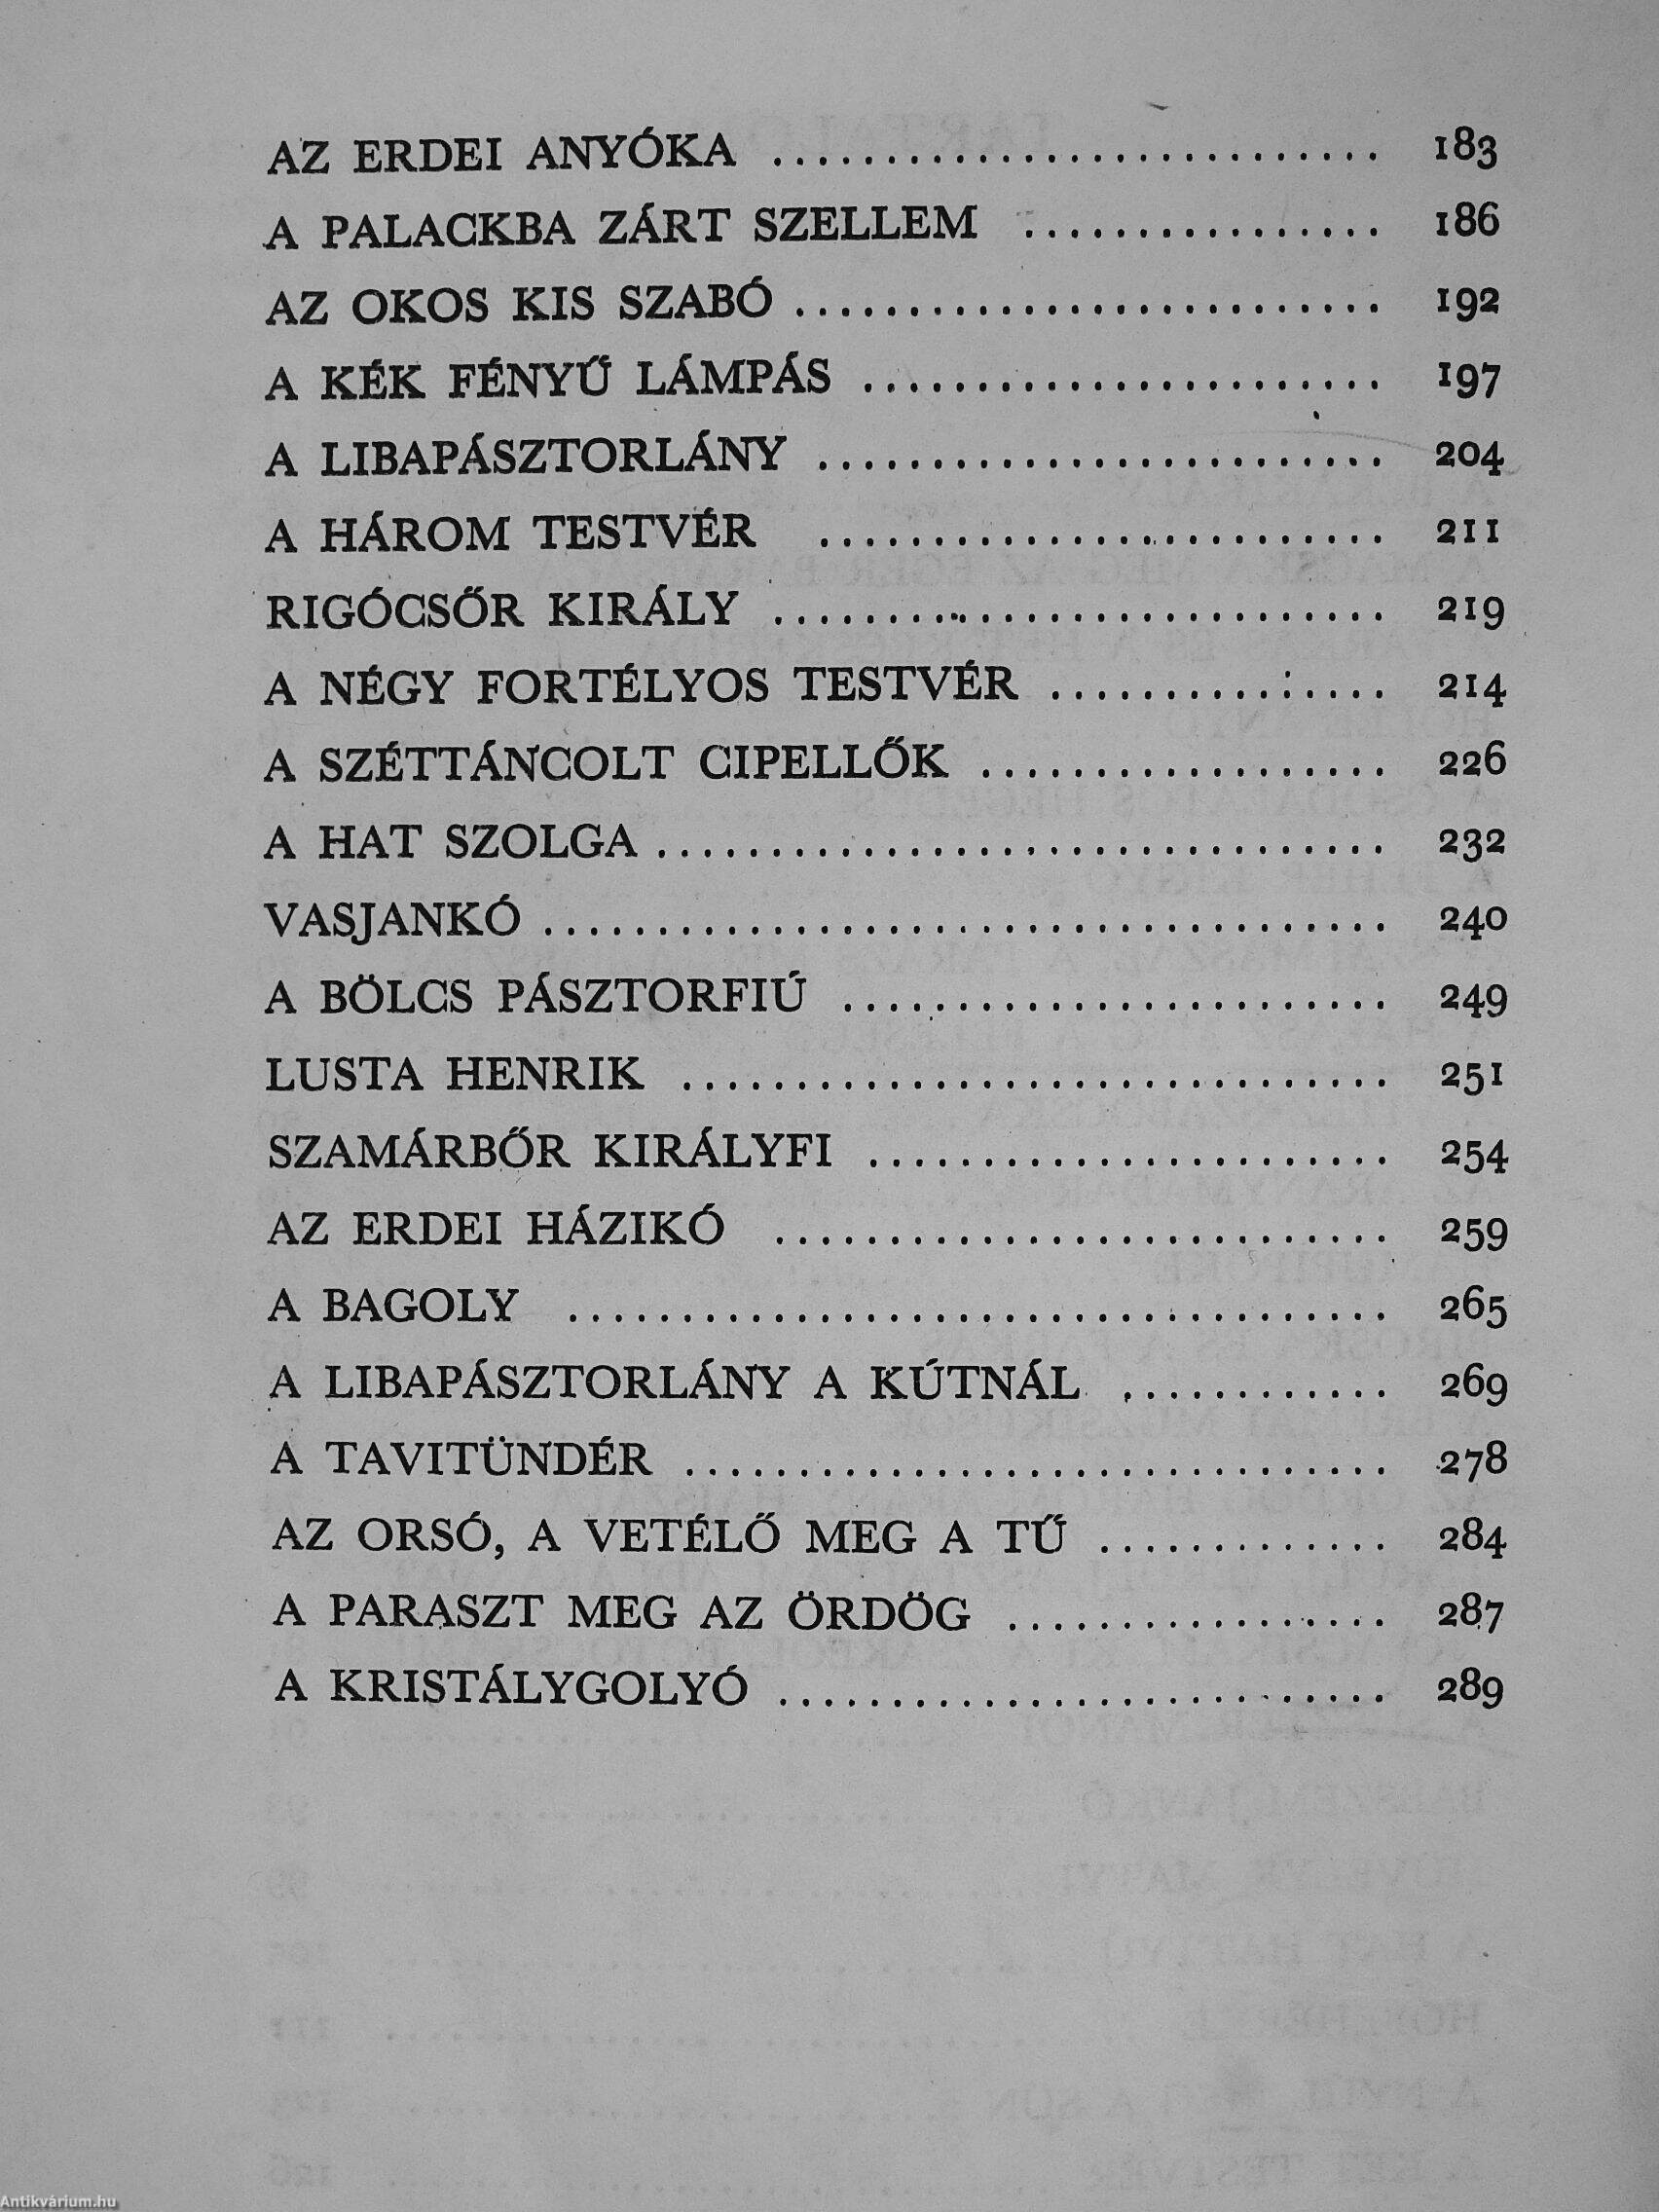 AZ ERDEI ANYÓKA ........................... 183
A PALACKBA ZÁRT SZELLEM ................ 186
AZ OKOS KIS SZABÓ .......................... 192
A KÉK FÉNYŰ LÁMPÁS ....................... 197
A LIBAPÁSZTORLÁNY ......................... 204
A HÁROM TESTVÉR ......................... 211
RIGÓCSŐR KIRÁLY ........................... 219
A NÉGY FORTÉLYOS TESTVÉR ............... 214
A SZÉTTÁNCOLT CIPELLŐK .................. 226
A HAT SZOLGA ................................ 232
VASJANKÓ ..................................... 240
A BÖLCS PÁSZTORFIÚ ........................ 249
LUSTA HENRIK ............................... 251
SZAMÁRBŐR KIRÁLYFI ....................... 254
AZ ERDEI HÁZIKÓ ........................... 259
A BAGOLY .................................... 265
A LIBAPÁSZTORLÁNY A KÚTNÁL ............ 269
A TAVITÜNDÉR ............................... 278
AZ ORSÓ, A VETÉLŐ MEG A TŰ ............. 284
A PARASZT MEG AZ ÖRDÖG ................. 287
A KRISTÁLYGOLYÓ ........................... 289
Antikvárium.hu